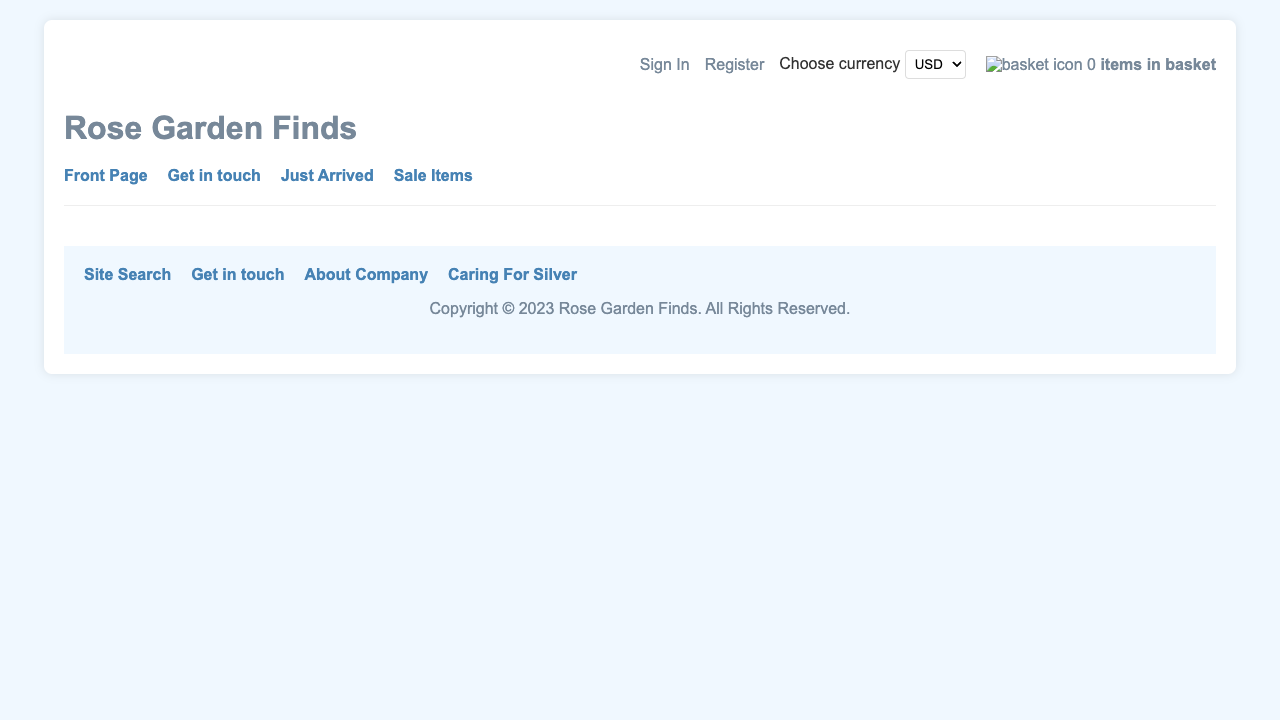 Sign In Register Choose currency USD basket icon 0 items in basket
Rose Garden Finds
Front Page Get in touch Just Arrived Sale Items
Site Search Get in touch About Company Caring For Silver
Copyright © 2023 Rose Garden Finds. All Rights Reserved.